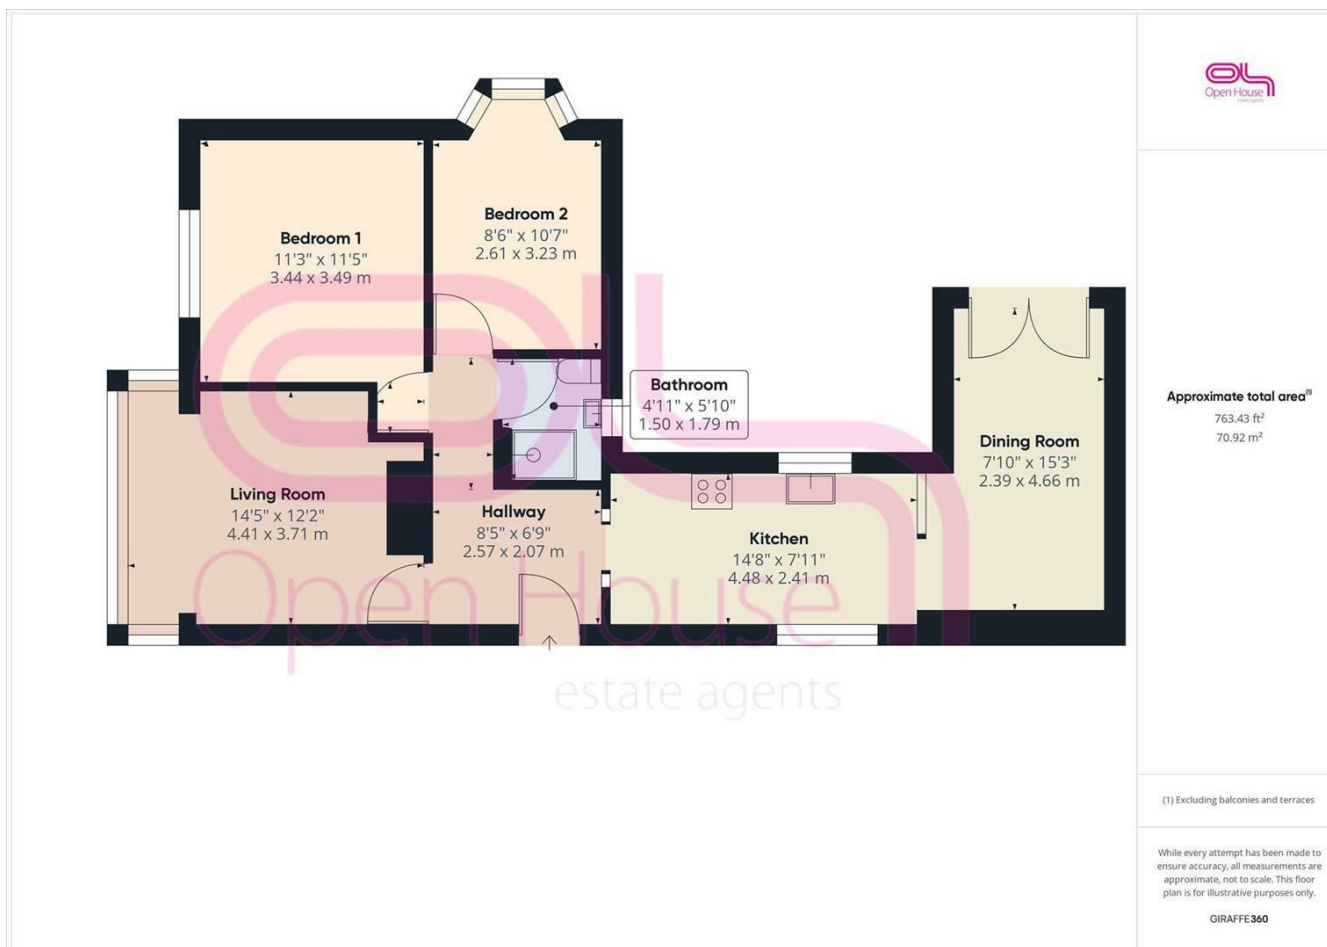 Open House
estate agents
Bedroom 1
11'3" x 11'5"
3.44 x 3.49 m
Bedroom 2
8'6" x 10'7"
2.61 x 3.23 m
Bathroom
4'11" x 5'10"
1.50 x 1.79 m
Living Room
14'5" x 12'2"
4.41 x 3.71 m
Hallway
8'5" x 6'9"
2.57 x 2.07 m
Kitchen
14'8" x 7'11"
4.48 x 2.41 m
Dining Room
7'10" x 15'3"
2.39 x 4.66 m
Open House
estate agents
Approximate total area(1)
763.43 ft²
70.92 m²
(1) Excluding balconies and terraces
While every attempt has been made to
ensure accuracy, all measurements are
approximate, not to scale. This floor
plan is for illustrative purposes only.
GIRAFFE360